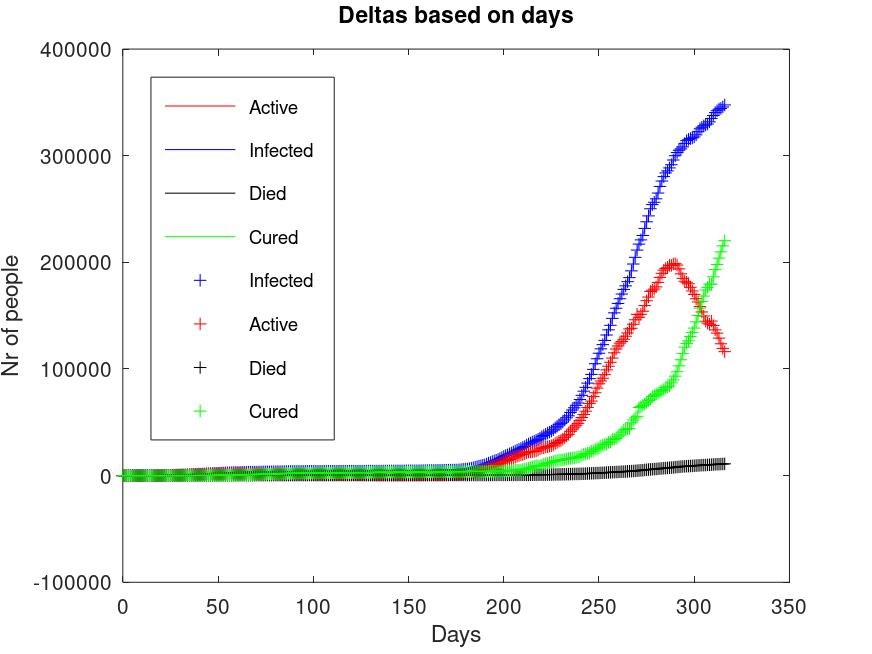 Deltas based on days
400000
300000
200000
100000
0
-100000
Nr of people
Active
Infected
Died
Cured
Infected
Active
Died
Cured
0 50 100 150 200 250 300 350
Days